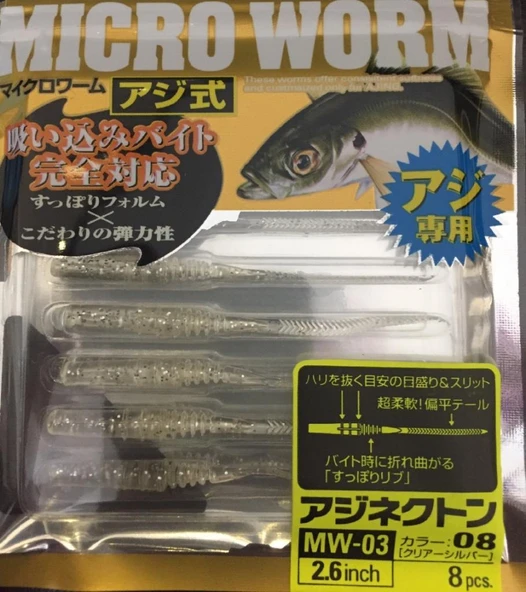 MICRO WORM
マイクロワーム
アジ式
These worms offer
吸い込みバイト
完全対応
すっぽりフォルム
×
こだわりの弾力性
アジ
専用
ハリを抜く目安の目盛り&スリット
超柔軟!偏平テール
バイト時に折れ曲がる
「すっぽりリブ」
アジネクトン
MW-03 カラー:08
[クリアーシルバー]
2.6inch 8pcs.